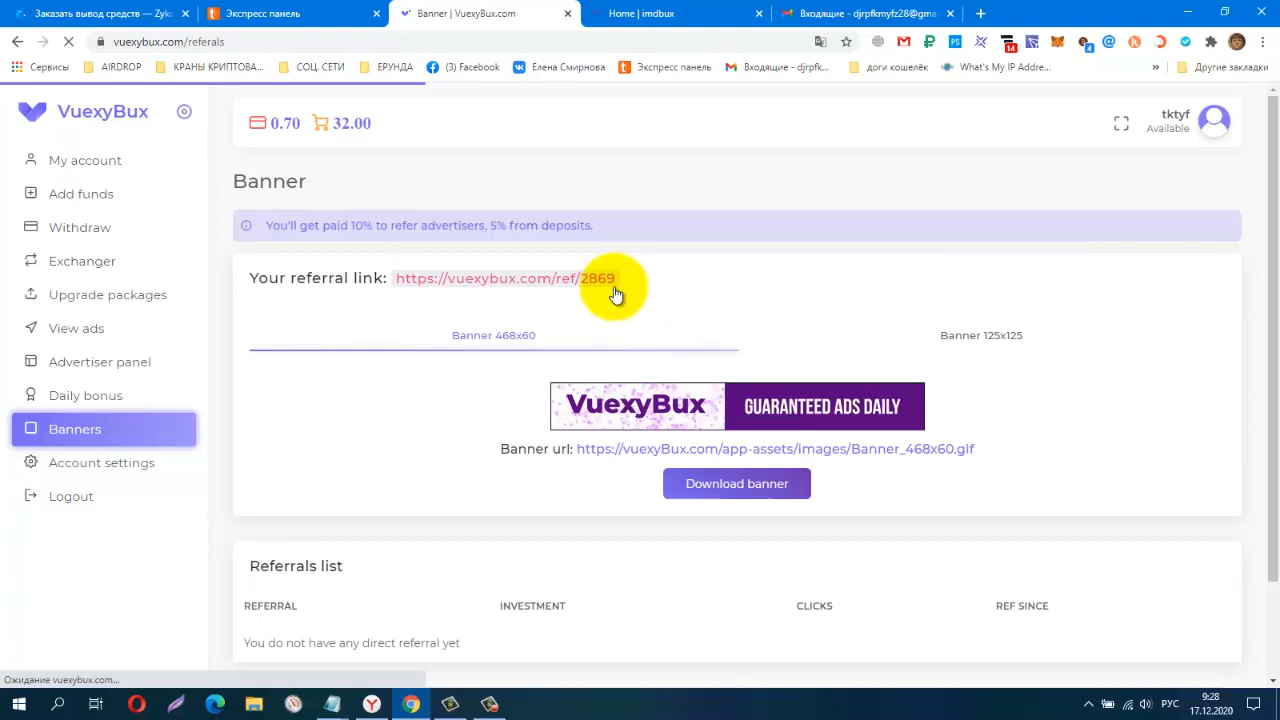 Заказать вывод средств — Zyk
Экспресс панель
Banner | VuexyBux.com
Home | imdbux
Входящие - djrpfkmyfz28@gma
vuexybux.com/referals
14
4
Сервисы
AIRDROP
КРАНЫ КРИПТОВА...
СОЦ. СЕТИ
ЕРУНДА
(3) Facebook
Елена Смирнова
Экспресс панель
Входящие - djrpfk...
доги кошелёк
What's My IP Addre...
»
Другие закладки
VuexyBux
0.70
32.00
tktyf
Available
My account
Add funds
Withdraw
Exchanger
Upgrade packages
View ads
Advertiser panel
Daily bonus
Banners
Account settings
Logout
Banner
You'll get paid 10% to refer advertisers, 5% from deposits.
Your referral link: https://vuexybux.com/ref/2869
Banner 468x60
Banner 125x125
VuexyBux GUARANTEED ADS DAILY
Banner url: https://vuexyBux.com/app-assets/images/Banner_468x60.gif
Download banner
Referrals list
REFERRAL INVESTMENT CLICKS REF SINCE
You do not have any direct referral yet
Ожидание vuexybux.com...
РУС
9:28
17.12.2020